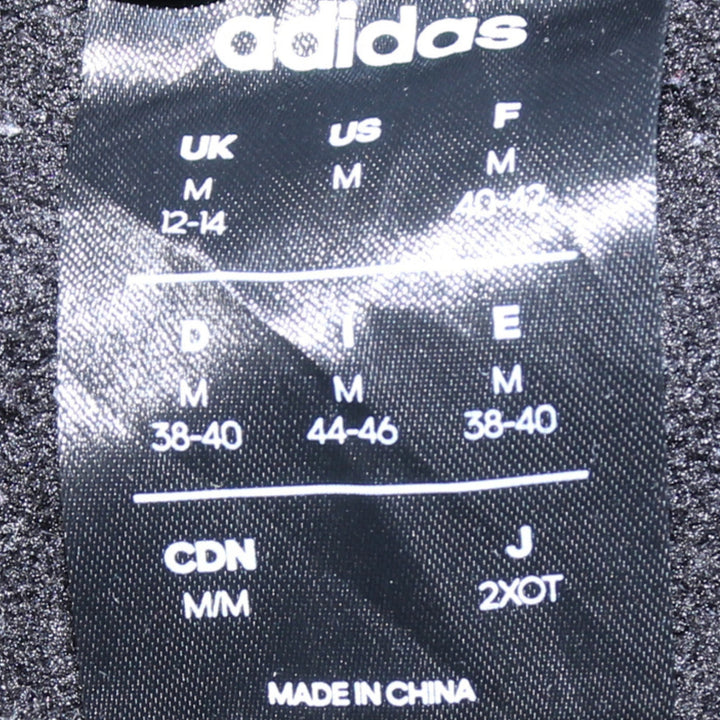 adidas
UK US F
M M M
12-14 40-42
D I E
M M M
38-40 44-46 38-40
CDN J
M/M 2XOT
MADE IN CHINA